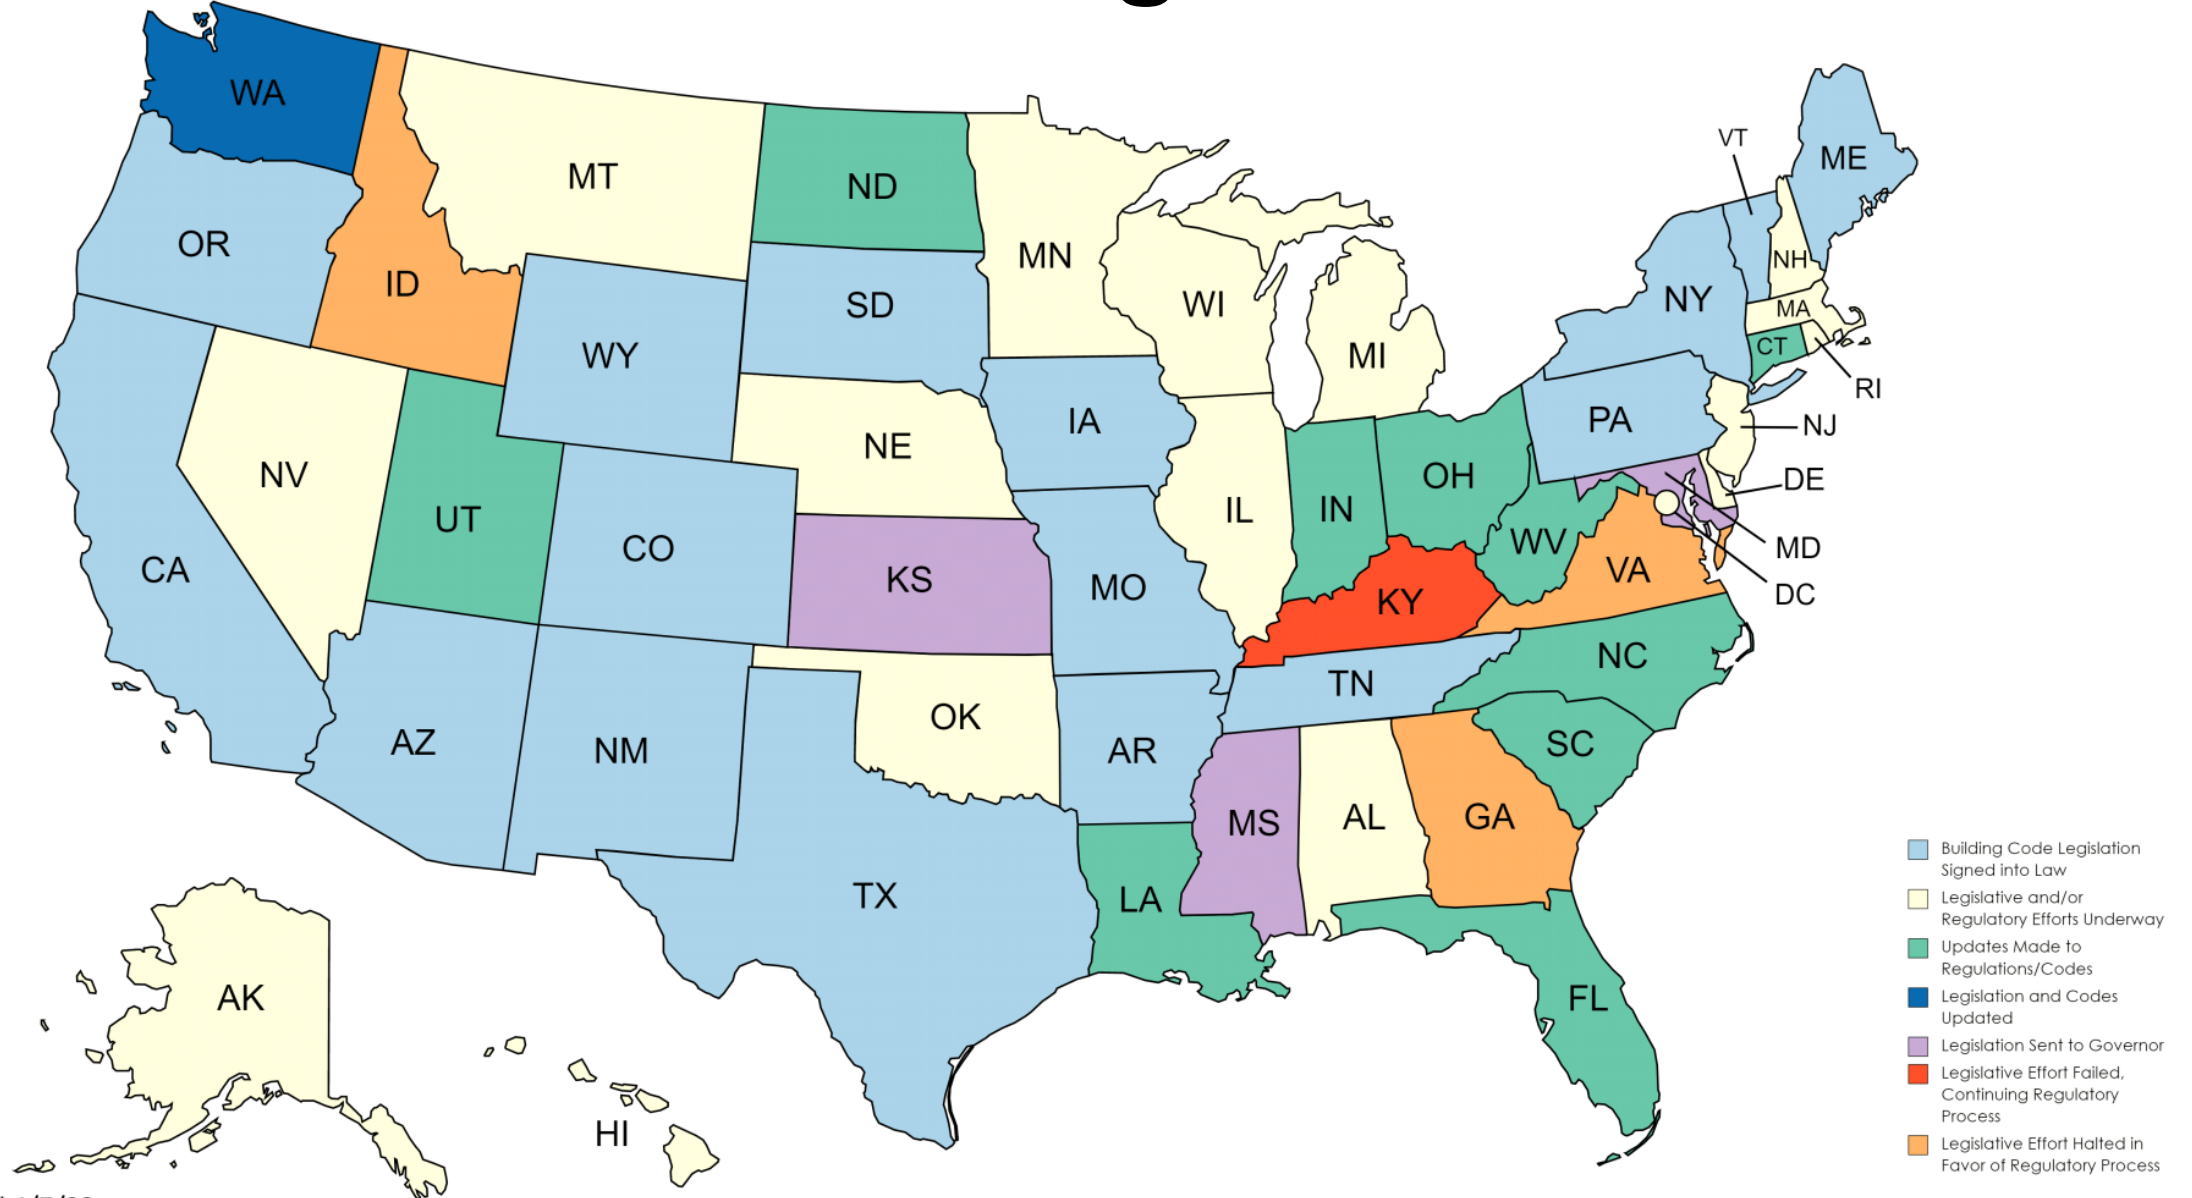 WA
MT
ND
MN
VT
ME
OR
ID
SD
WI
NH
NY
MA
WY
MI
CT
RI
IA
PA
NJ
NE
NV
OH
DE
IL
IN
UT
WV
CO
MD
CA
KS
VA
MO
DC
KY
NC
TN
OK
AZ
NM
AR
SC
MS
AL
GA
TX
LA
AK
FL
HI
Building Code Legislation
Signed into Law
Legislative and/or
Regulatory Efforts Underway
Updates Made to
Regulations/Codes
Legislation and Codes
Updated
Legislation Sent to Governor
Legislative Effort Failed,
Continuing Regulatory
Process
Legislative Effort Halted in
Favor of Regulatory Process